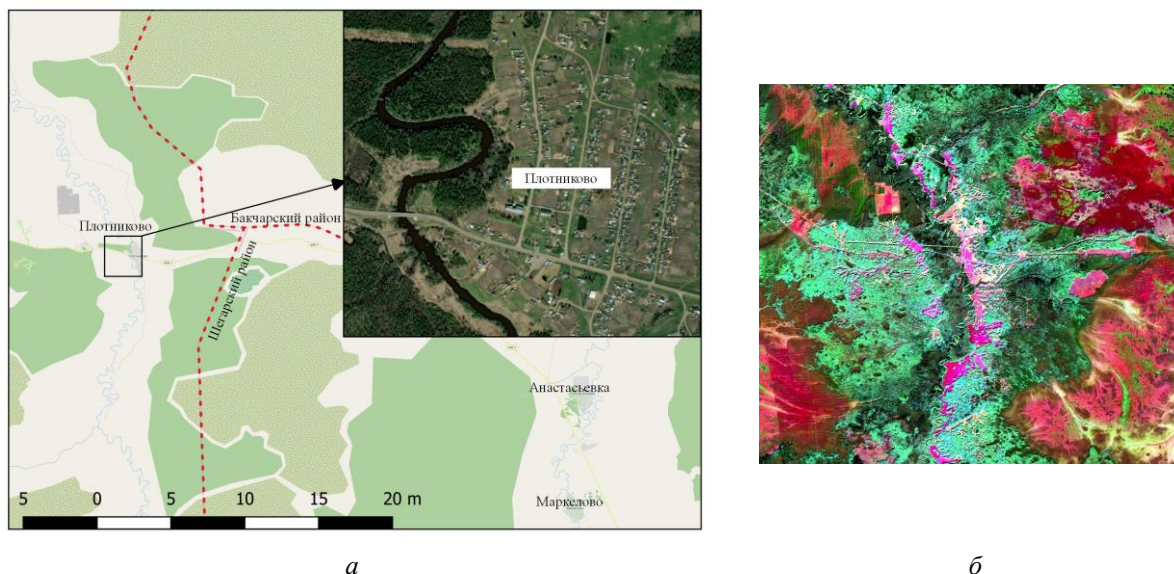 Плотниково
Бакчарский район
Плотниково
Шегарский район
Анастасьевка
Маркелово
5 0 5 10 15 20 m
а
б